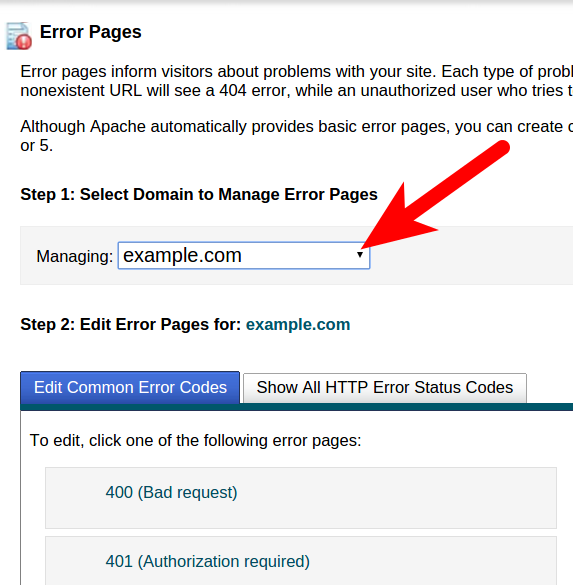 Error Pages
Error pages inform visitors about problems with your site. Each type of probl
nonexistent URL will see a 404 error, while an unauthorized user who tries t
Although Apache automatically provides basic error pages, you can create c
or 5.
Step 1: Select Domain to Manage Error Pages
Managing: example.com
Step 2: Edit Error Pages for: example.com
Edit Common Error Codes Show All HTTP Error Status Codes
To edit, click one of the following error pages:
400 (Bad request)
401 (Authorization required)